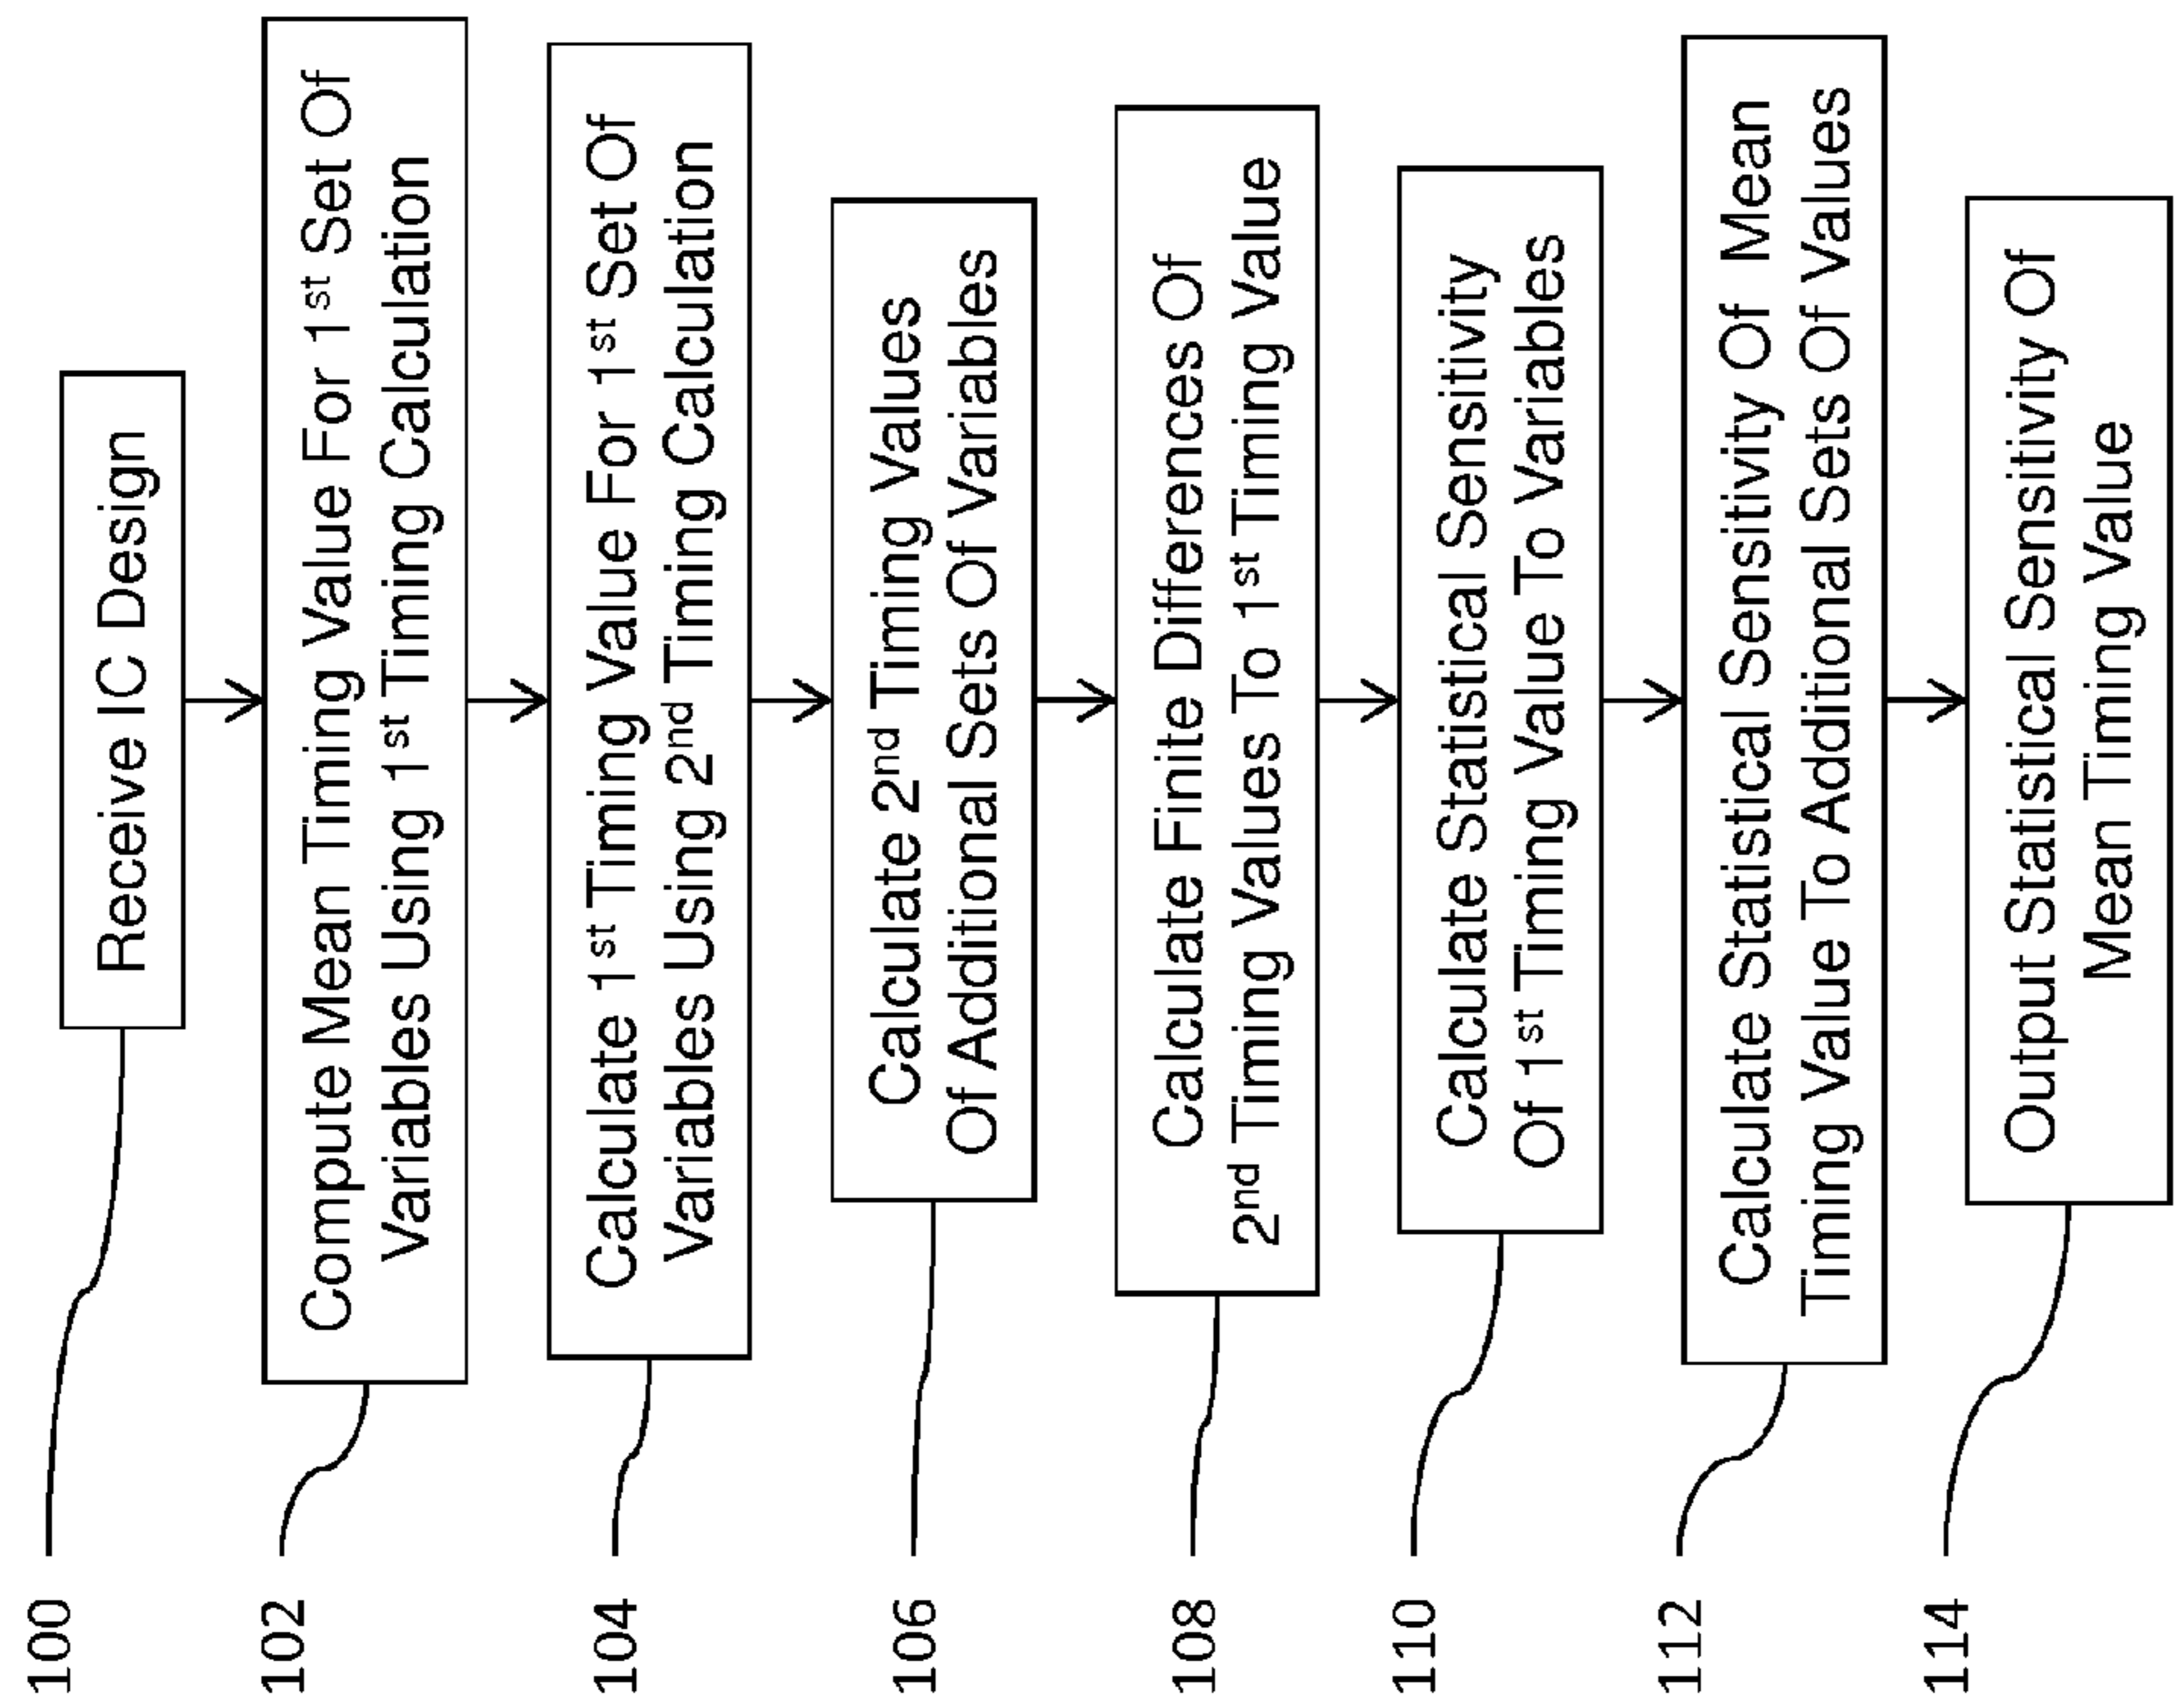 100
Receive IC Design
102
Compute Mean Timing Value For 1st Set Of
Variables Using 1st Timing Calculation
104
Calculate 1st Timing Value For 1st Set Of
Variables Using 2nd Timing Calculation
106
Calculate 2nd Timing Values
Of Additional Sets Of Variables
108
Calculate Finite Differences Of
2nd Timing Values To 1st Timing Value
110
Calculate Statistical Sensitivity
Of 1st Timing Value To Variables
112
Calculate Statistical Sensitivity Of Mean
Timing Value To Additional Sets Of Values
114
Output Statistical Sensitivity Of
Mean Timing Value